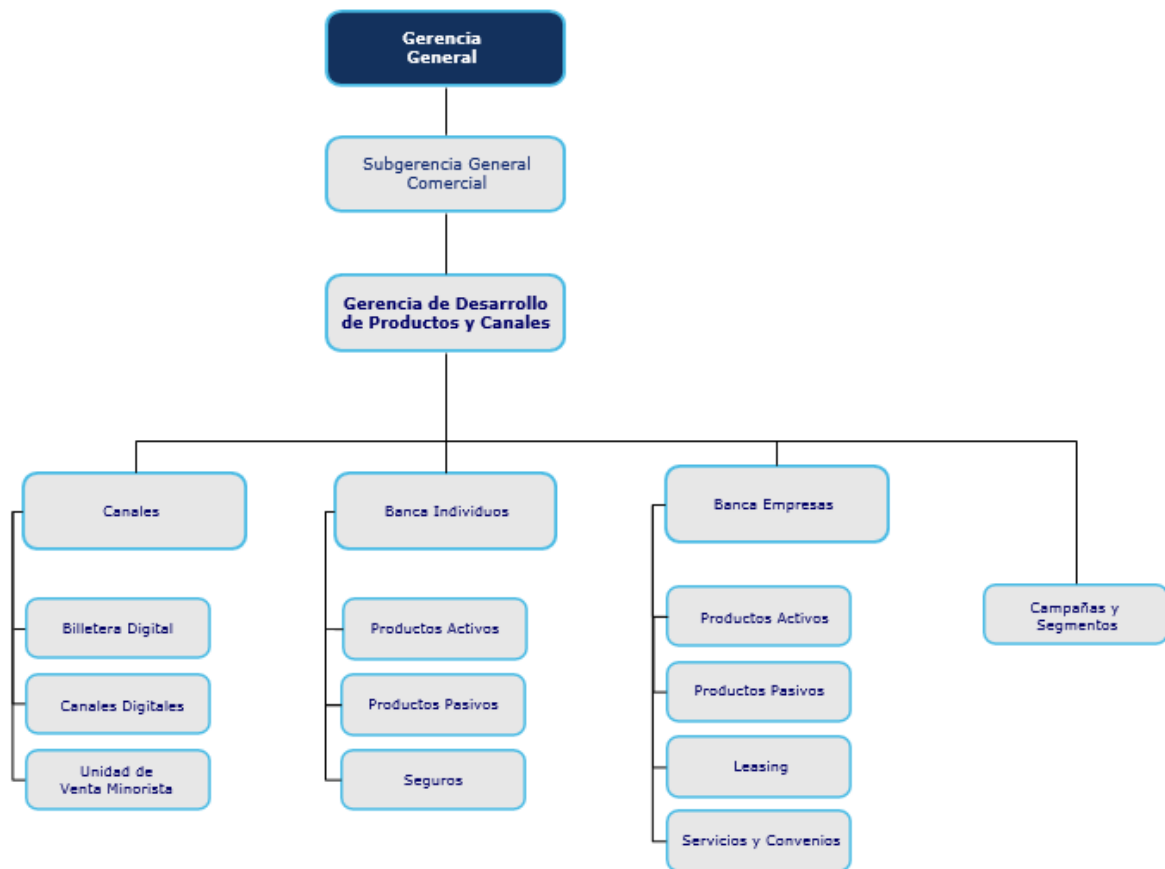 Gerencia
General
Subgerencia General
Comercial
Gerencia de Desarrollo
de Productos y Canales
Canales
Billetera Digital
Canales Digitales
Unidad de
Venta Minorista
Banca Individuos
Productos Activos
Productos Pasivos
Seguros
Banca Empresas
Productos Activos
Productos Pasivos
Leasing
Servicios y Convenios
Campañas y
Segmentos